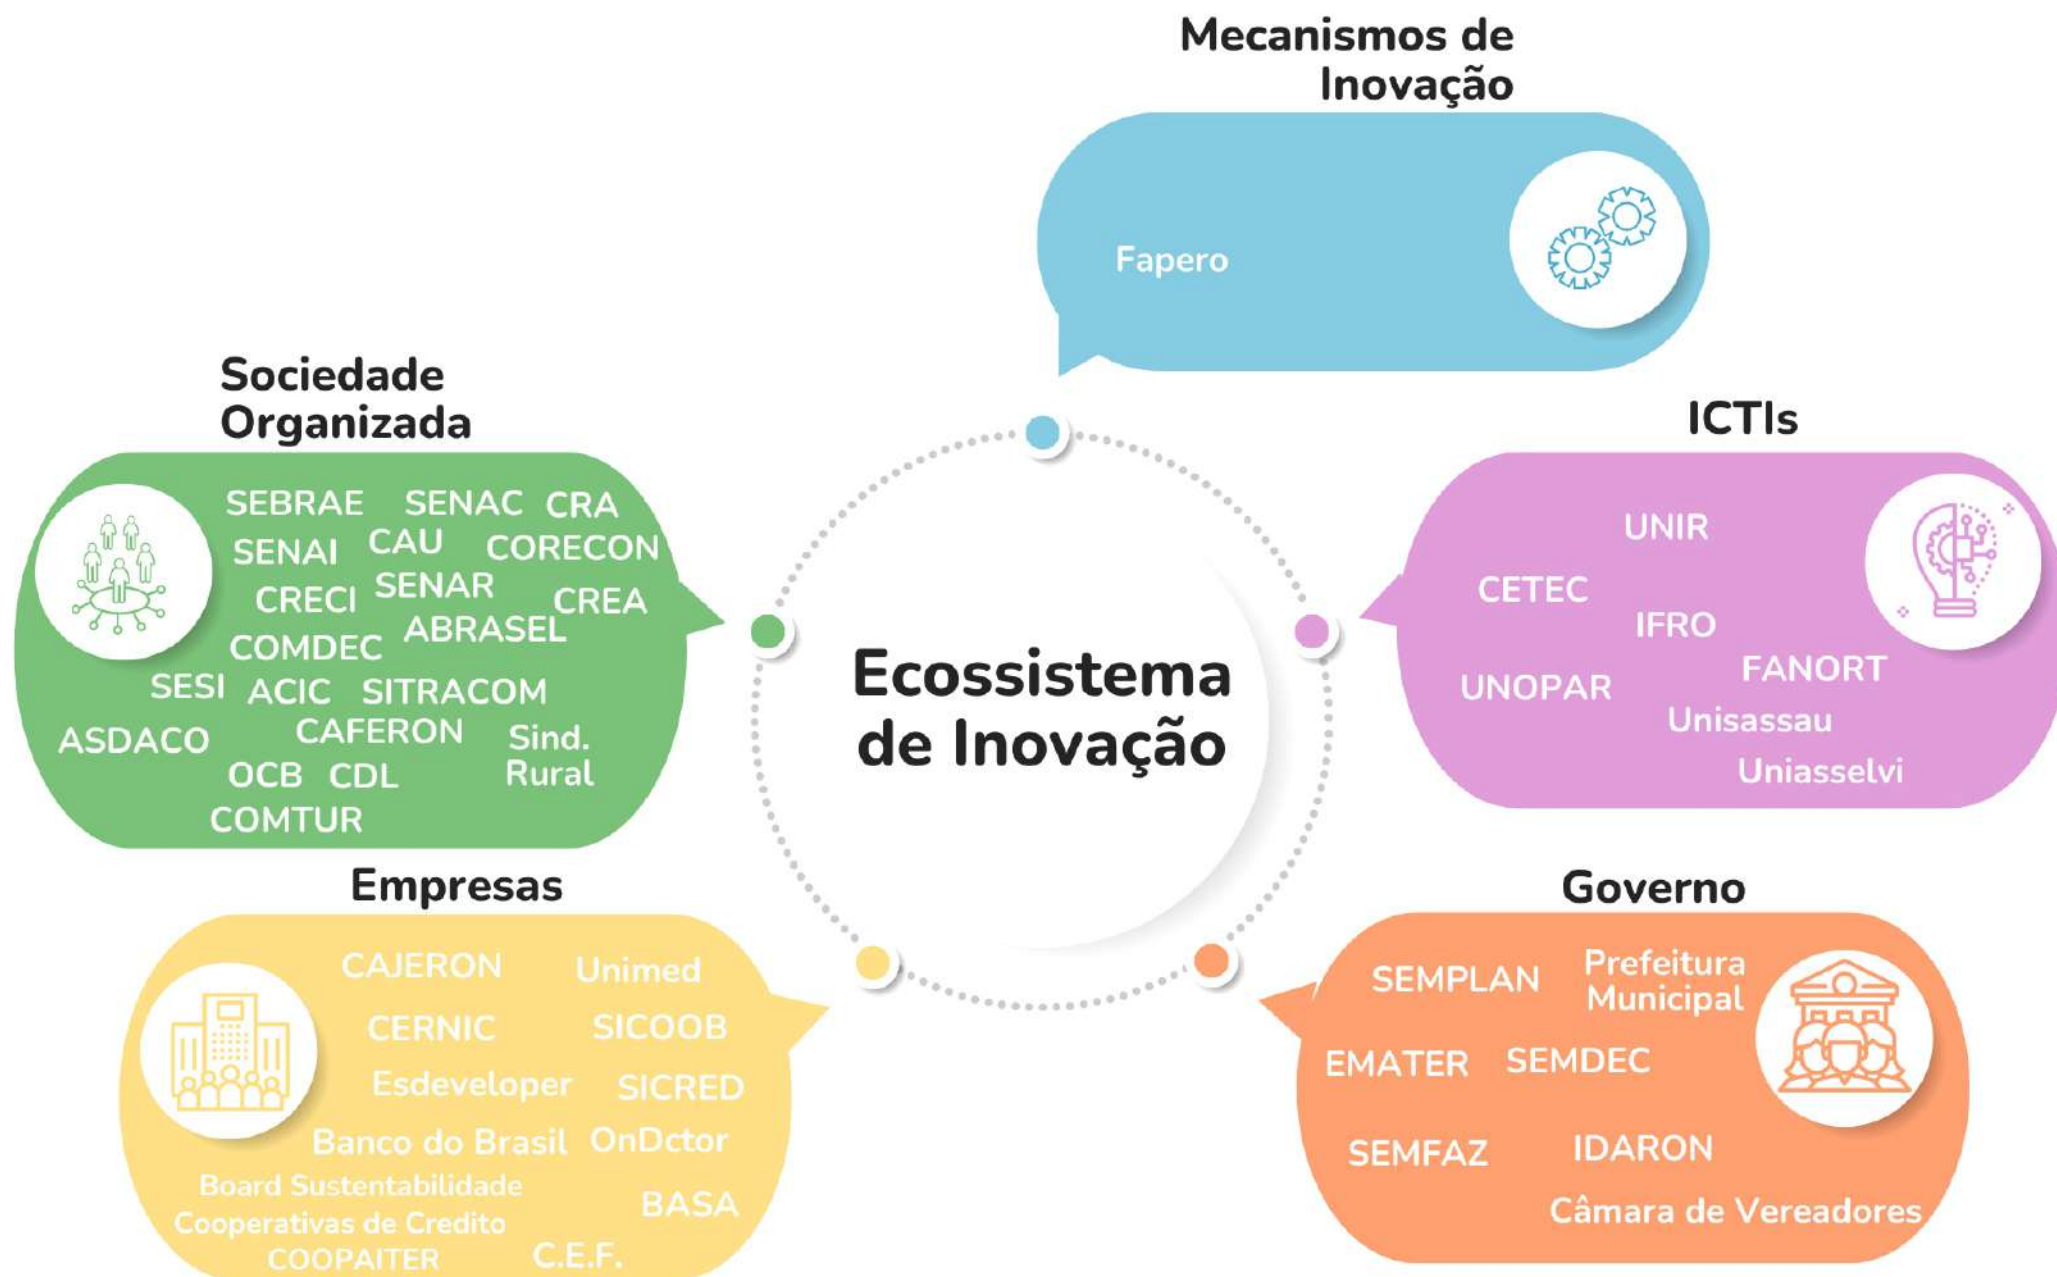 Mecanismos de
Inovação
Fapero
Sociedade
Organizada
SEBRAE SENAC CRA
SENAI CAU CORECON
CRECI SENAR CREA
COMDEC ABRASEL
SESI ACIC SITRACOM
ASDACO CAFERON Sind.
Rural
OCB CDL
COMTUR
ICTIs
UNIR
CETEC
IFRO
FANORT
UNOPAR
Unisassau
Uniasselvi
Ecossistema
de Inovação
Empresas
CAJERON Unimed
CERNIC SICOOB
Esdeveloper SICRED
Banco do Brasil OnDctor
Board Sustentabilidade
BASA
Cooperativas de Credito
COOPAITER C.E.F.
Governo
SEMPLAN Prefeitura
Municipal
EMATER SEMDEC
SEMFAZ IDARON
Câmara de Vereadores